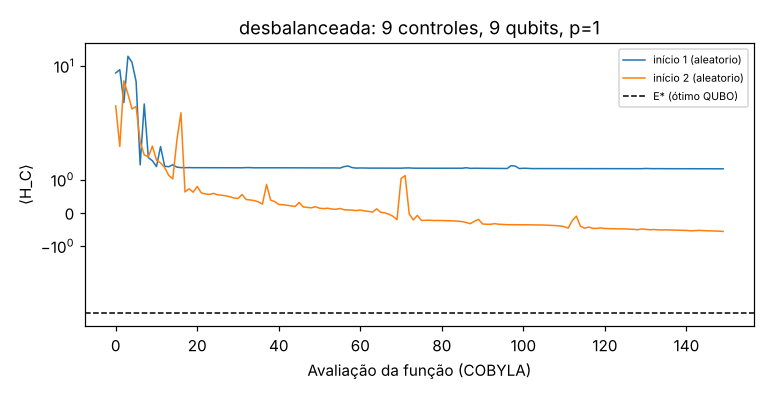 desbalanceada: 9 controles, 9 qubits, p=1
início 1 (aleatorio)
início 2 (aleatorio)
E* (ótimo QUBO)
⟨H_C⟩
10¹
10⁰
0
−10⁰
0 20 40 60 80 100 120 140
Avaliação da função (COBYLA)